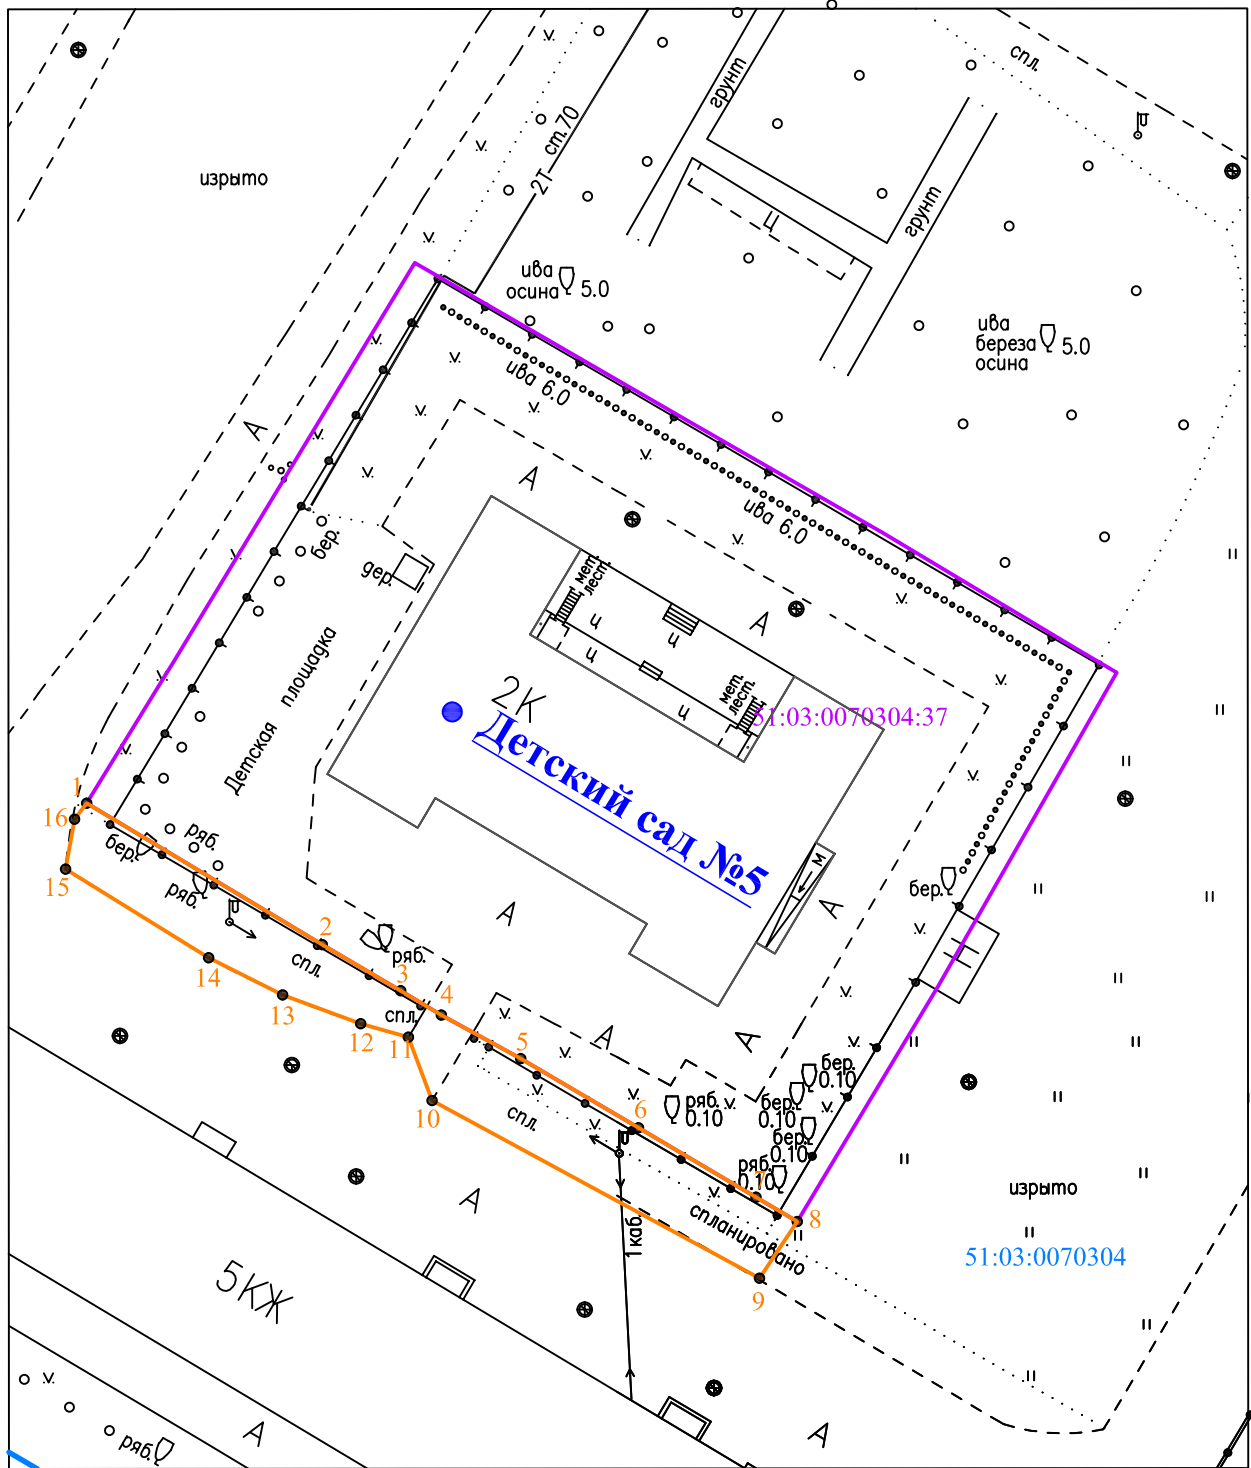 спл.
грунт
ст.70
2Т
изрыто
грунт
ива
осина 5.0
ива
береза 5.0
осина
ива 6.0
А
А
ива 6.0
бер.
дер.
мет.
лест.
А
ц
ц
ц
ц
мет.
лест.
Детская площадка
2К
51:03:0070304:37
Детский сад №5
1
16
ряб.
бер.
М
15
ряб.
бер.
А
А
2
ряб.
спл.
14
3
13
4
спл.
12
11
А
А
5
бер.
0.10
10
ряб.
0.10
бер.
0.10
спл.
6
бер.
0.10
ряб.
0.10
7
изрыто
А
8
спланировано
1 каб.
51:03:0070304
5КЖ
9
А
А
ряб.